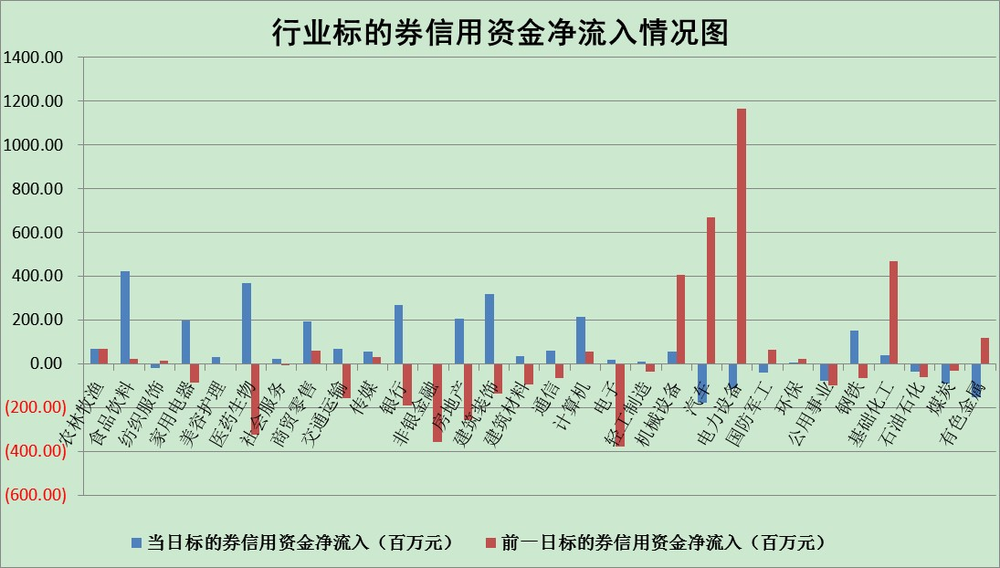 行业标的券信用资金净流入情况图
1400.00
1200.00
1000.00
800.00
600.00
400.00
200.00
0.00
(200.00)
(400.00)
(600.00)
农林牧渔
食品饮料
纺织服饰
家用电器
美容护理
医药生物
社会服务
商贸零售
交通运输
传媒
银行
非银金融
房地产
建筑装饰
建筑材料
通信
计算机
电子
轻工制造
机械设备
汽车
电力设备
国防军工
环保
公用事业
钢铁
基础化工
石油石化
煤炭
有色金属
当日标的券信用资金净流入（百万元）
前一日标的券信用资金净流入（百万元）